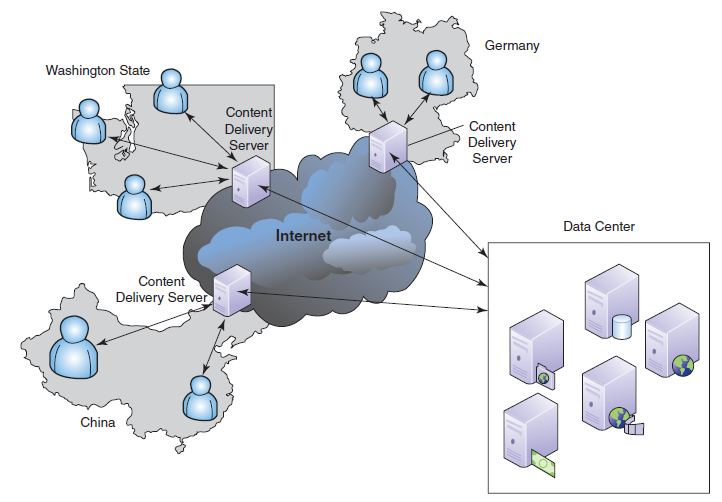 Germany
Washington State
Content
Delivery
Server
Content
Delivery
Server
Data Center
Internet
Content
Delivery Server
China